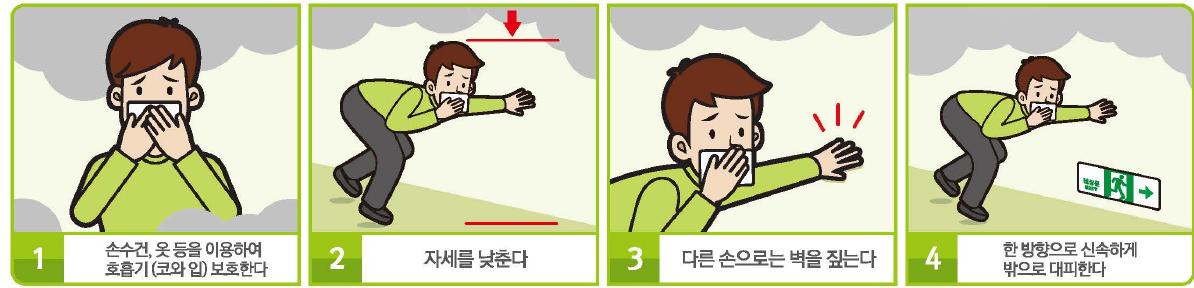 1
손수건, 옷 등을 이용하여
호흡기 (코와 입) 보호한다
2
자세를 낮춘다
3
다른 손으로는 벽을 짚는다
비상문
4
한 방향으로 신속하게
밖으로 대피한다